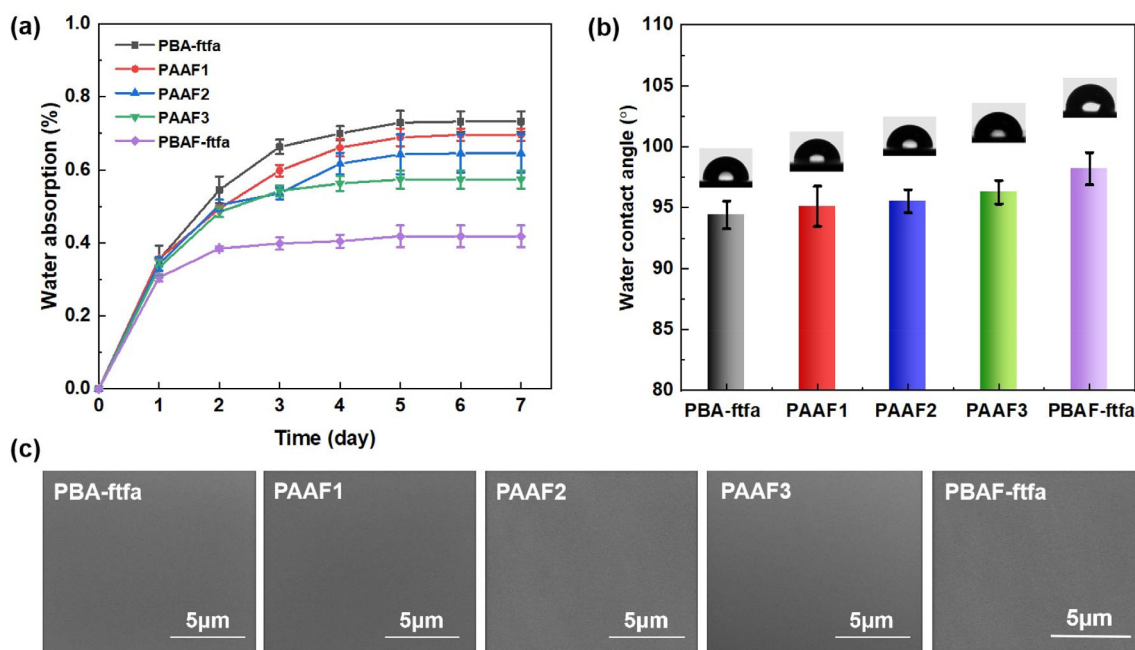 (a)
1.0
0.8
0.6
0.4
0.2
0.0
Water absorption (%)
PBA-ftfa
PAAF1
PAAF2
PAAF3
PBAF-ftfa
0 1 2 3 4 5 6 7
Time (day)
(b)
110
105
100
95
90
85
80
Water contact angle (°)
PBA-ftfa PAAF1 PAAF2 PAAF3 PBAF-ftfa
(c)
PBA-ftfa
5μm
PAAF1
5μm
PAAF2
5μm
PAAF3
5μm
PBAF-ftfa
5μm